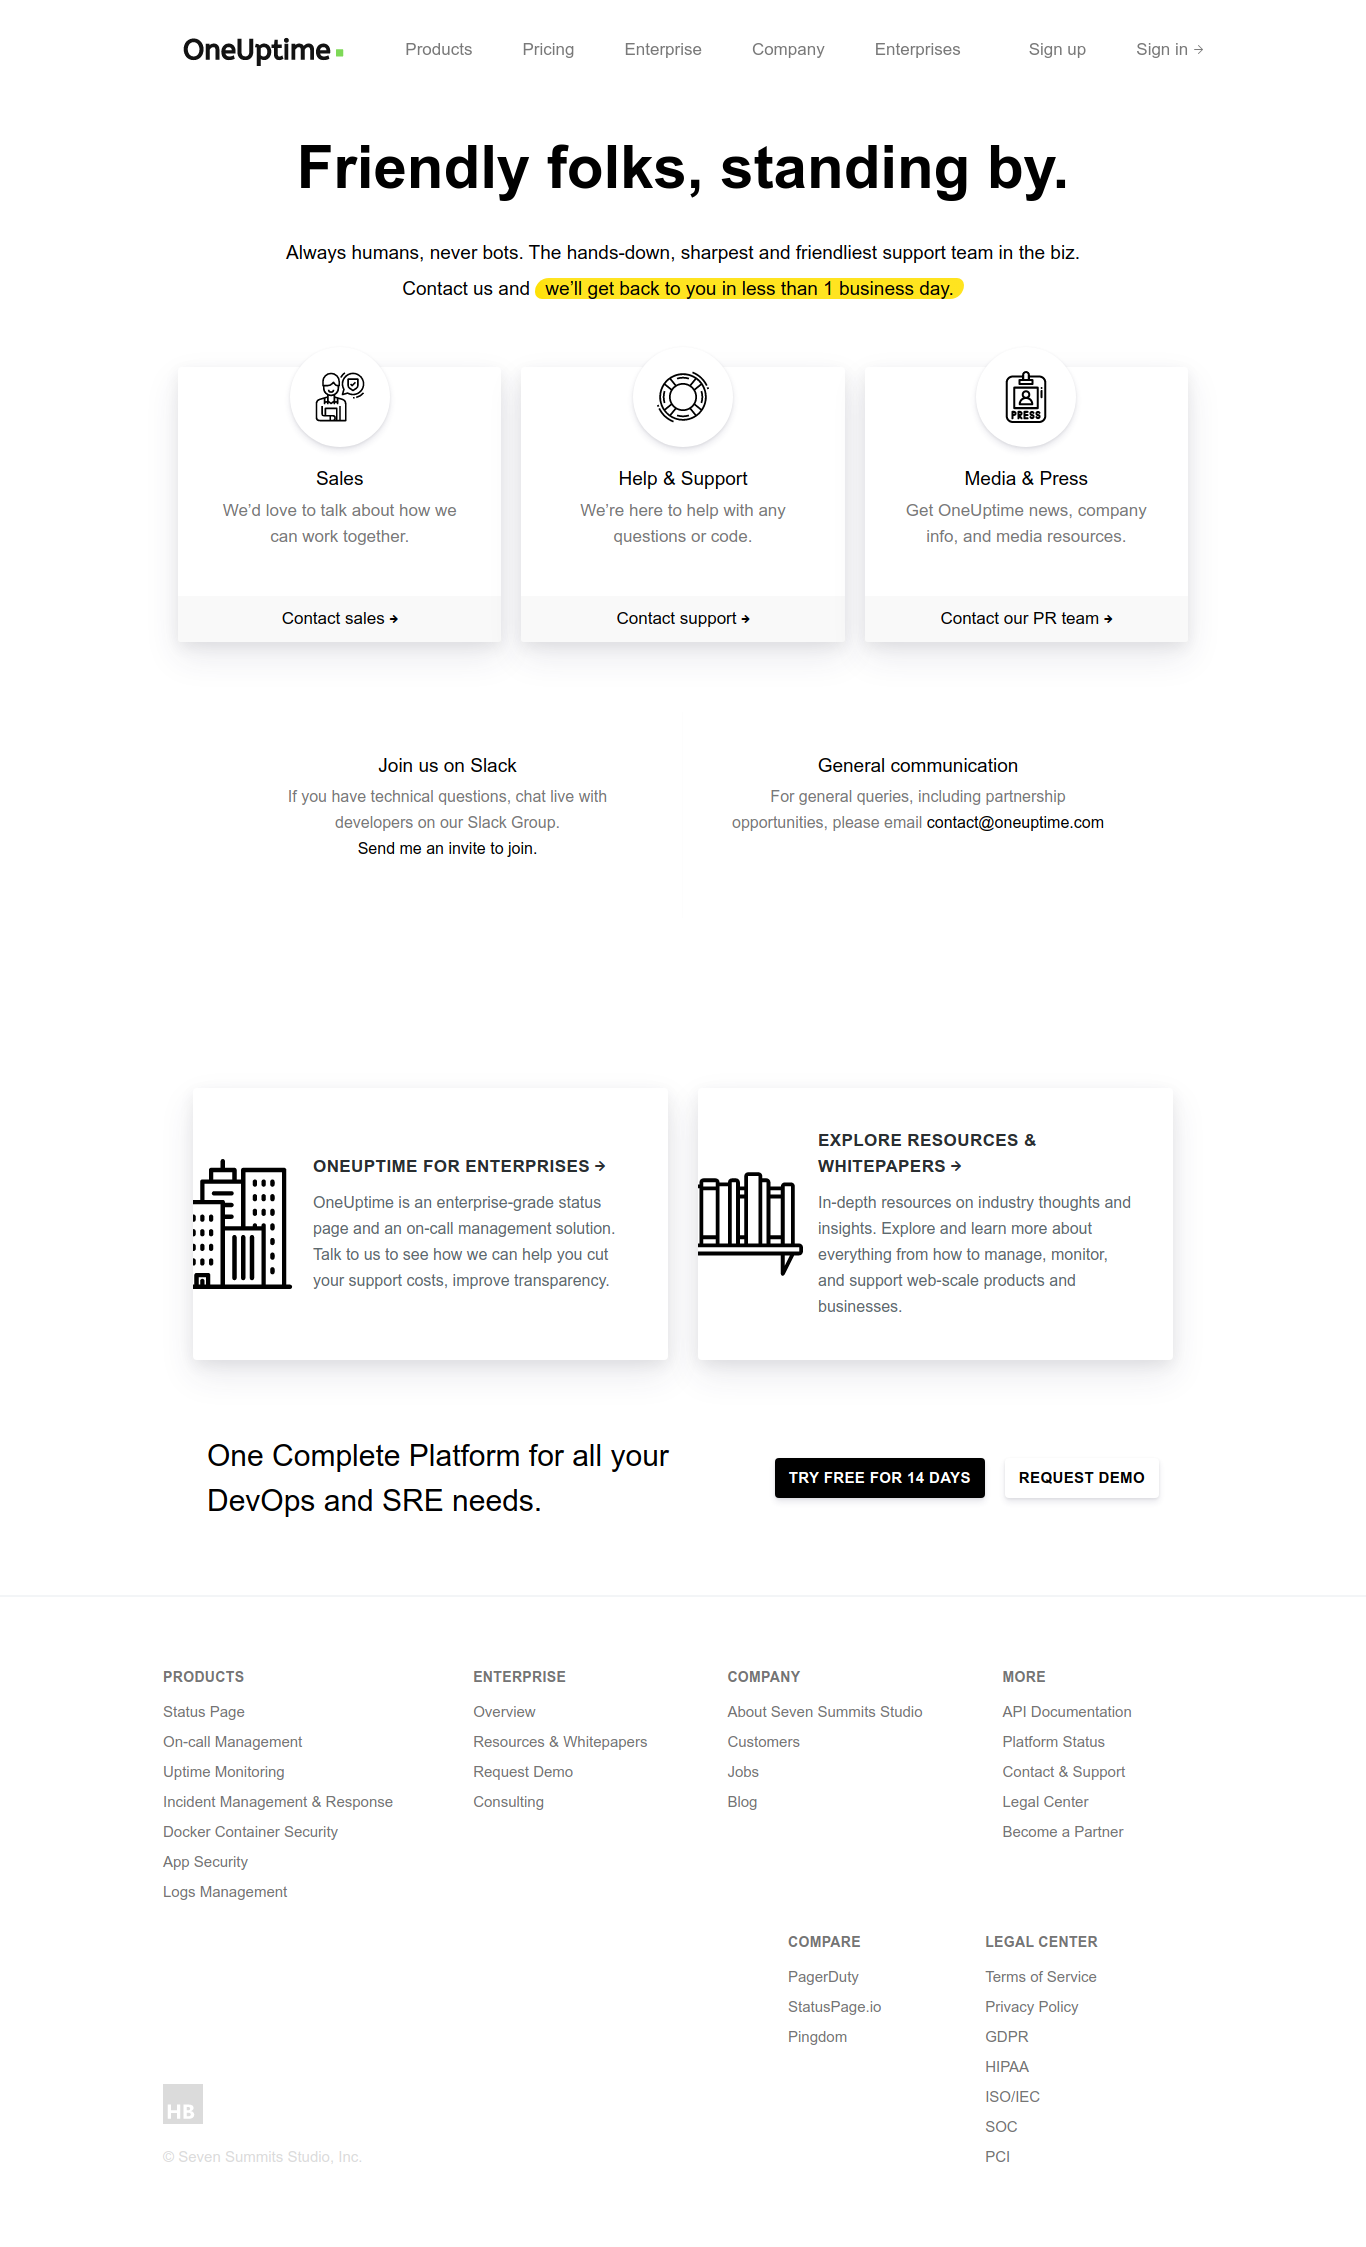 OneUptime
Products
Pricing
Enterprise
Company
Enterprises
Sign up
Sign in →
Friendly folks, standing by.
Always humans, never bots. The hands-down, sharpest and friendliest support team in the biz.
Contact us and we’ll get back to you in less than 1 business day.
Sales
We’d love to talk about how we
can work together.
Contact sales →
Help & Support
We’re here to help with any
questions or code.
Contact support →
PRESS
Media & Press
Get OneUptime news, company
info, and media resources.
Contact our PR team →
Join us on Slack
If you have technical questions, chat live with
developers on our Slack Group.
Send me an invite to join.
General communication
For general queries, including partnership
opportunities, please email contact@oneuptime.com
ONEUPTIME FOR ENTERPRISES →
OneUptime is an enterprise-grade status
page and an on-call management solution.
Talk to us to see how we can help you cut
your support costs, improve transparency.
EXPLORE RESOURCES &
WHITEPAPERS →
In-depth resources on industry thoughts and
insights. Explore and learn more about
everything from how to manage, monitor,
and support web-scale products and
businesses.
One Complete Platform for all your
DevOps and SRE needs.
TRY FREE FOR 14 DAYS
REQUEST DEMO
PRODUCTS
Status Page
On-call Management
Uptime Monitoring
Incident Management & Response
Docker Container Security
App Security
Logs Management
ENTERPRISE
Overview
Resources & Whitepapers
Request Demo
Consulting
COMPANY
About Seven Summits Studio
Customers
Jobs
Blog
MORE
API Documentation
Platform Status
Contact & Support
Legal Center
Become a Partner
COMPARE
PagerDuty
StatusPage.io
Pingdom
LEGAL CENTER
Terms of Service
Privacy Policy
GDPR
HIPAA
ISO/IEC
SOC
PCI
HB
© Seven Summits Studio, Inc.